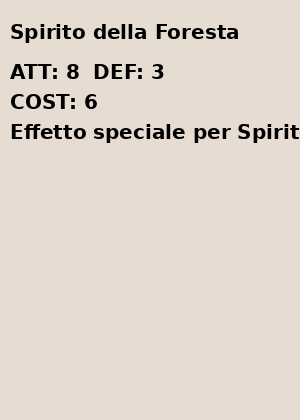 Spirito della Foresta
ATT: 8 DEF: 3
COST: 6
Effetto speciale per Spirit